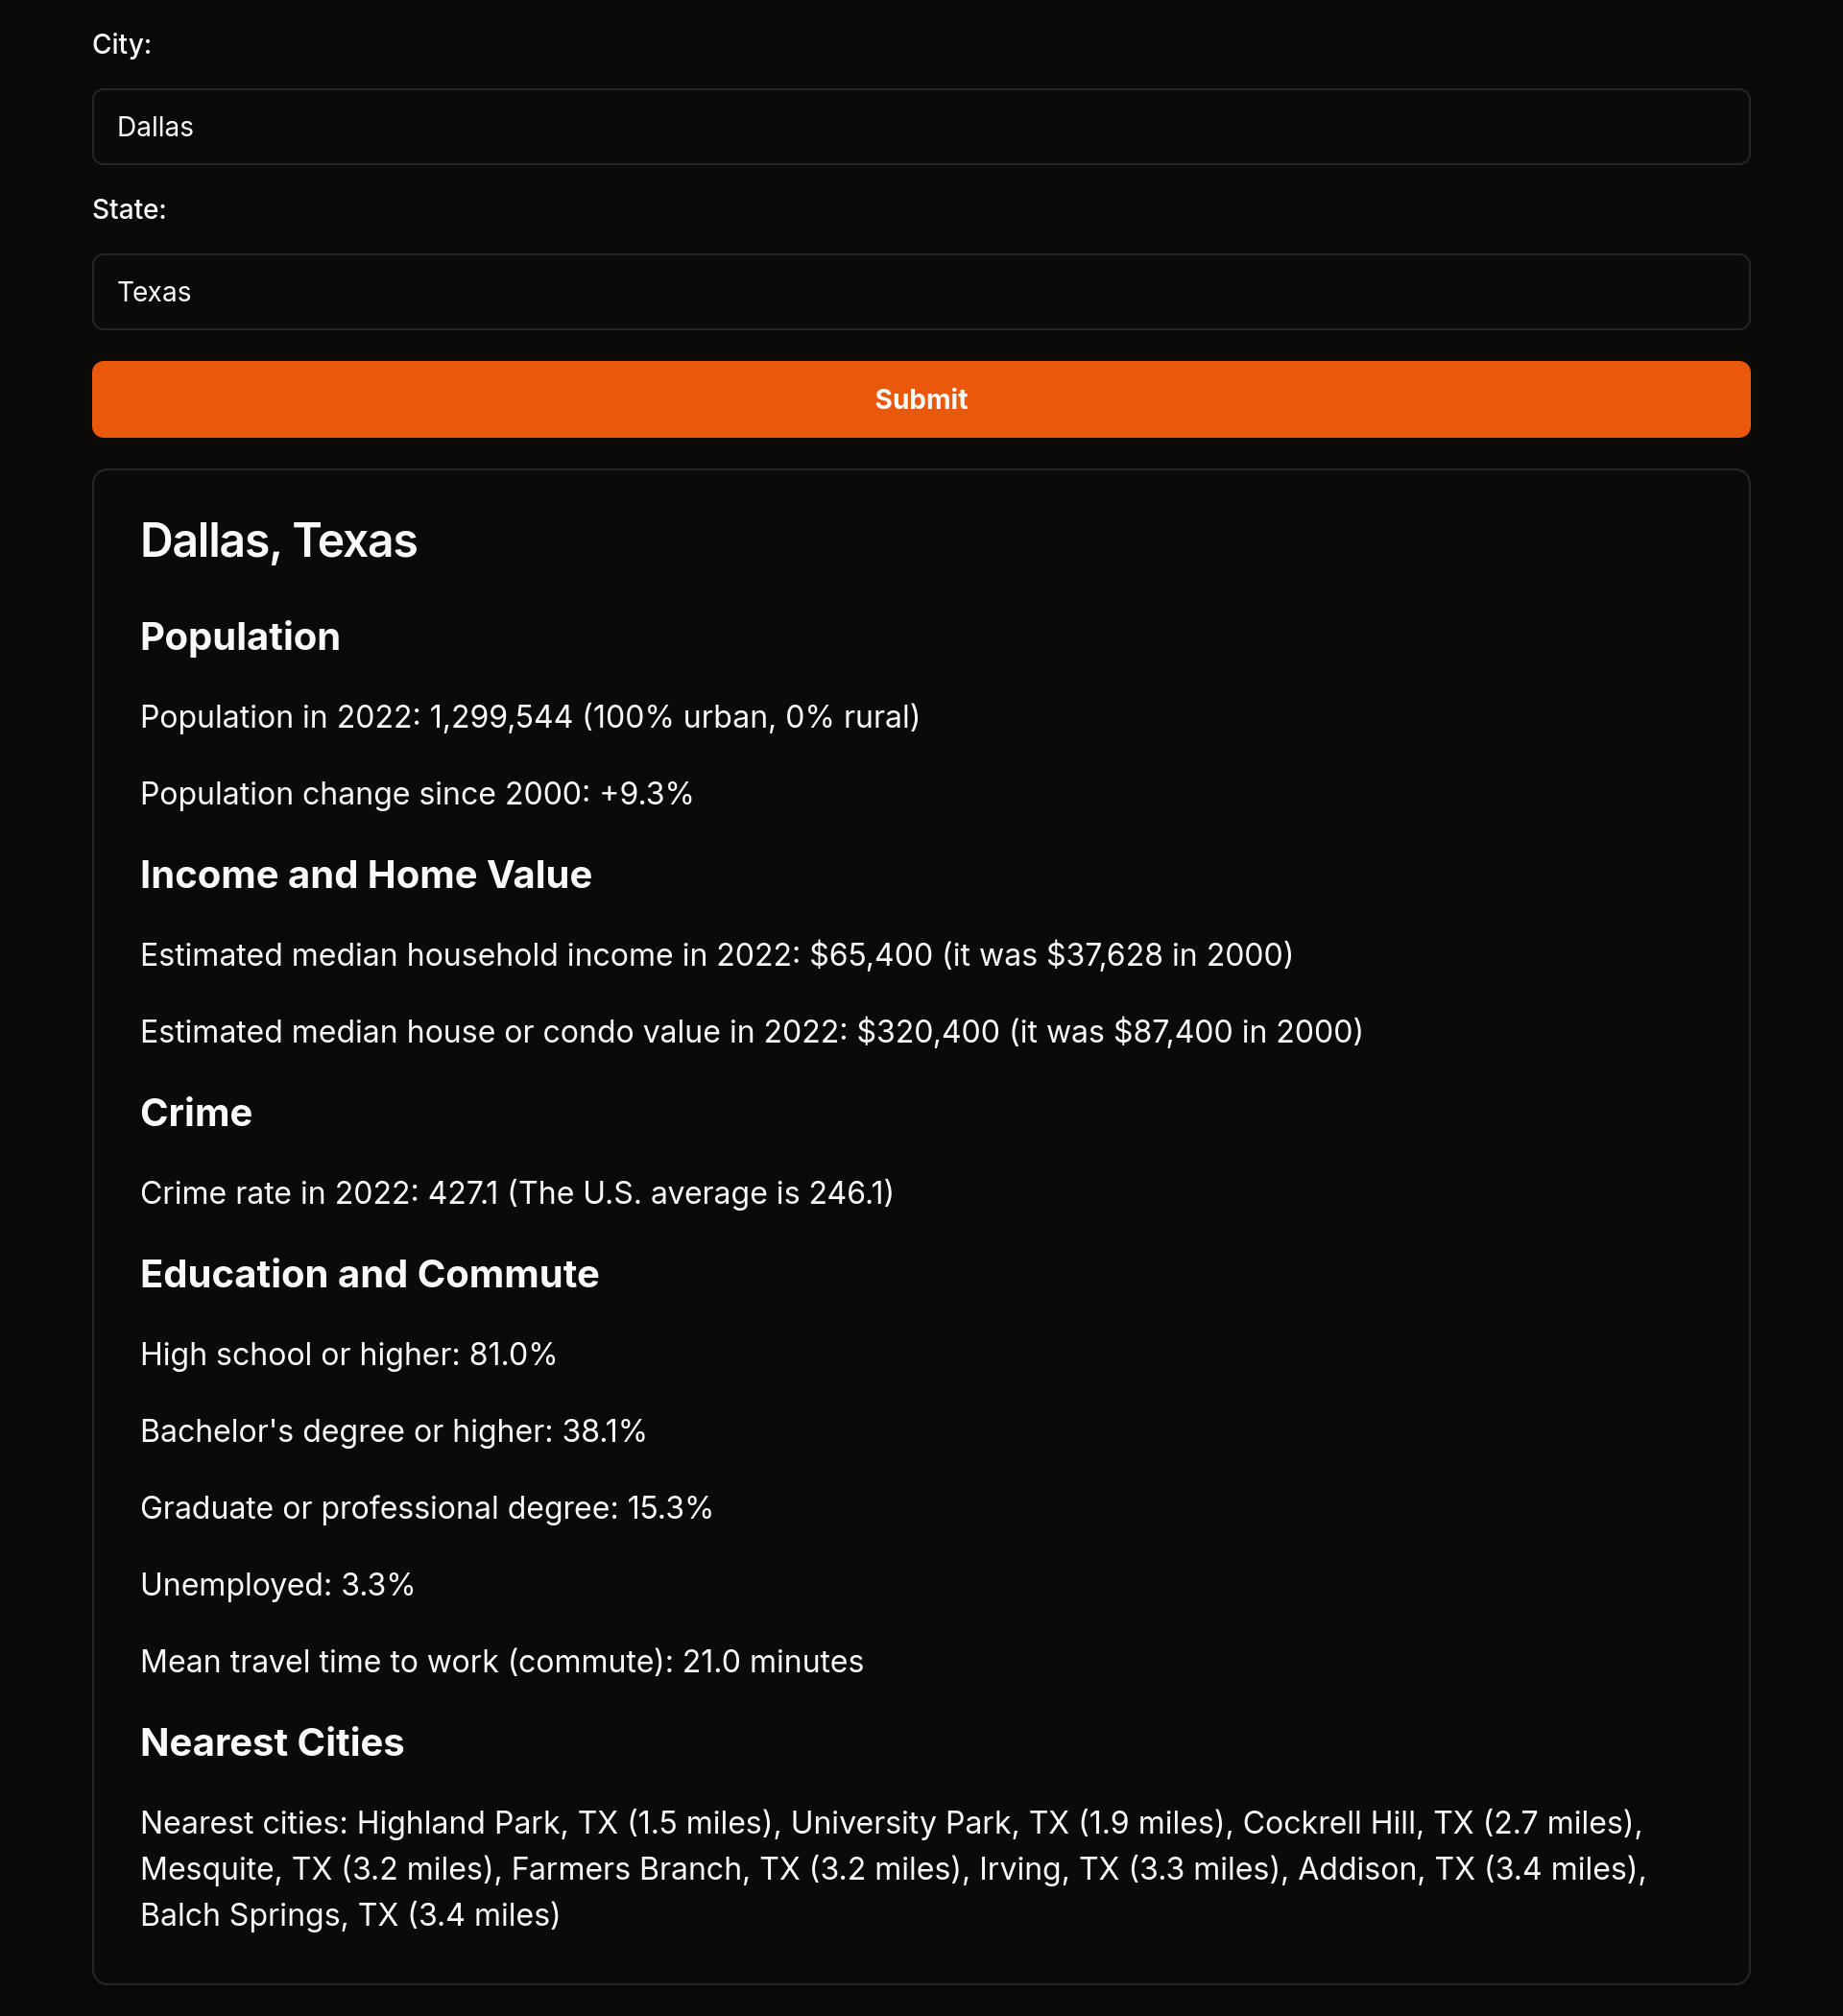 City:
Dallas
State:
Texas
Submit
Dallas, Texas
Population
Population in 2022: 1,299,544 (100% urban, 0% rural)
Population change since 2000: +9.3%
Income and Home Value
Estimated median household income in 2022: $65,400 (it was $37,628 in 2000)
Estimated median house or condo value in 2022: $320,400 (it was $87,400 in 2000)
Crime
Crime rate in 2022: 427.1 (The U.S. average is 246.1)
Education and Commute
High school or higher: 81.0%
Bachelor's degree or higher: 38.1%
Graduate or professional degree: 15.3%
Unemployed: 3.3%
Mean travel time to work (commute): 21.0 minutes
Nearest Cities
Nearest cities: Highland Park, TX (1.5 miles), University Park, TX (1.9 miles), Cockrell Hill, TX (2.7 miles),
Mesquite, TX (3.2 miles), Farmers Branch, TX (3.2 miles), Irving, TX (3.3 miles), Addison, TX (3.4 miles),
Balch Springs, TX (3.4 miles)